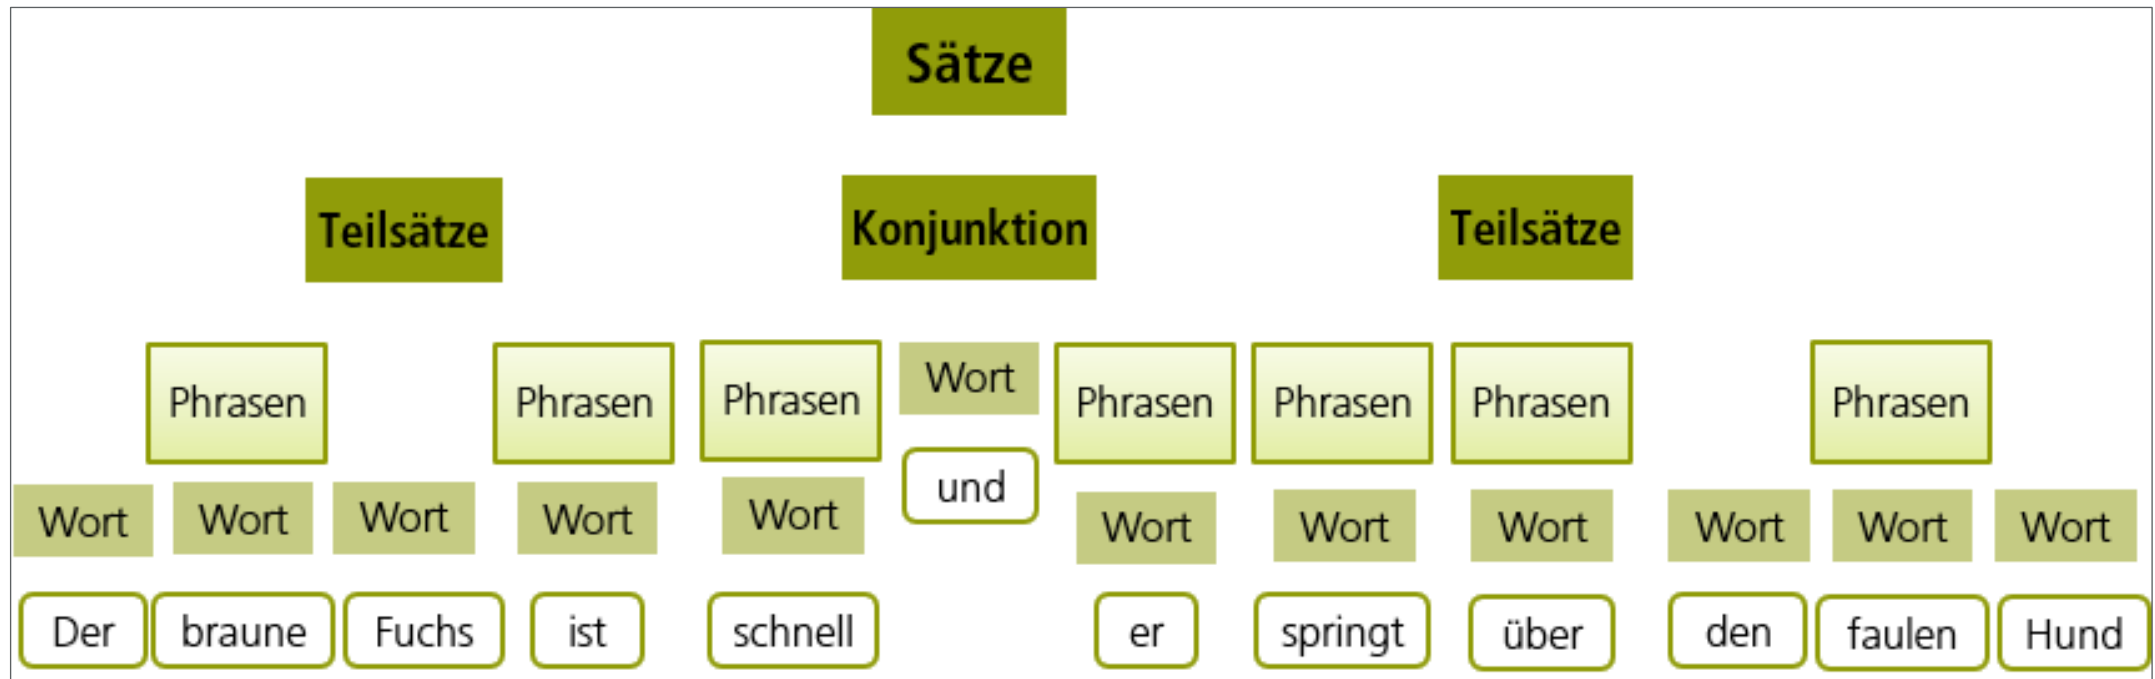 Sätze
Teilsätze Konjunktion Teilsätze
Phrasen Phrasen Phrasen Wort Phrasen Phrasen Phrasen Phrasen
und
Wort Wort Wort Wort Wort Wort Wort Wort Wort Wort Wort
Der braune Fuchs ist schnell er springt über den faulen Hund